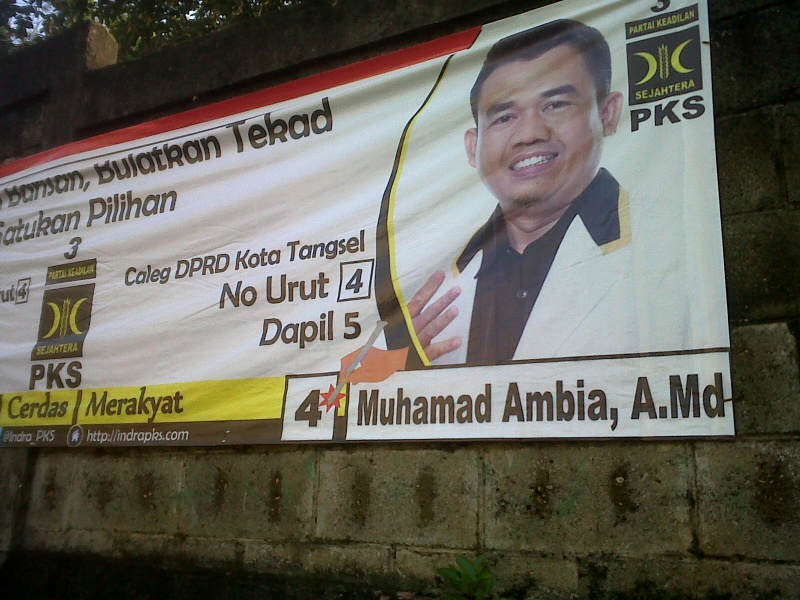 Bulatkan Tekad
Satukan Pilihan
3
PARTAI KEADILAN
SEJAHTERA
PKS
Caleg DPRD Kota Tangsel
No Urut 4
Dapil 5
3
PARTAI KEADILAN
SEJAHTERA
PKS
Cerdas | Merakyat
@Indra_PKS http://indrapks.com
4 Muhamad Ambia, A.Md